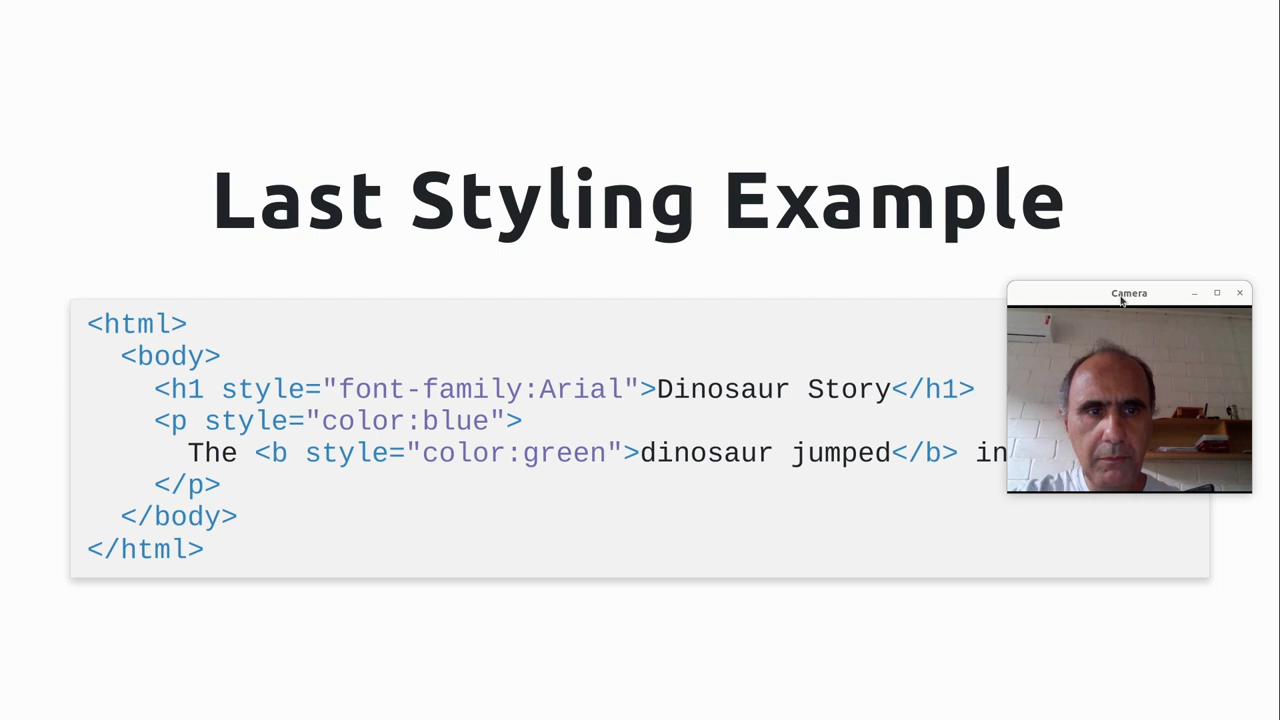 Last Styling Example
<html>
  <body>
    <h1 style="font-family:Arial">Dinosaur Story</h1>
    <p style="color:blue">
      The <b style="color:green">dinosaur jumped</b> in
    </p>
  </body>
</html>
Camera